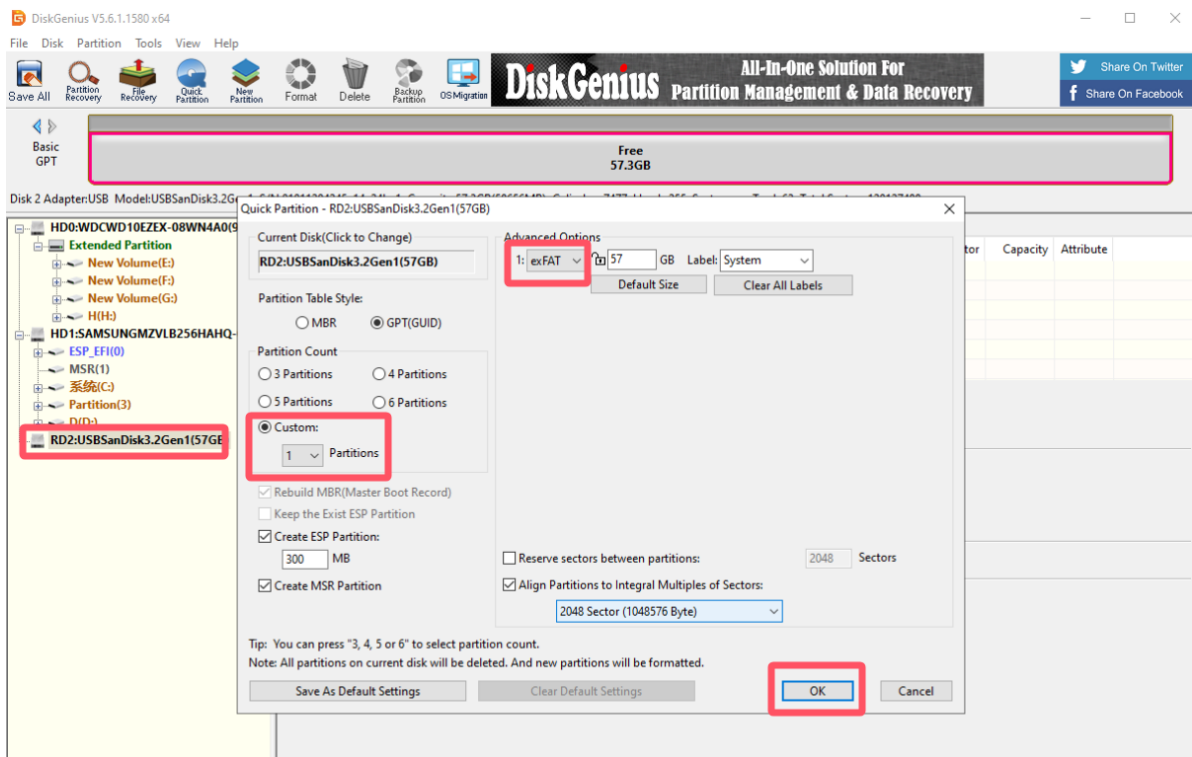 DiskGenius V5.6.1.1580 x64
File Disk Partition Tools View Help
Save All Partition Recovery File Recovery Quick Partition New Partition Format Delete Backup Partition OS Migration
DiskGenius All-In-One Solution For
Partition Management & Data Recovery
Share On Twitter
Share On Facebook
Basic
GPT
Free
57.3GB
Disk 2 Adapter:USB Model:USBSanDisk3.2Ge
HD0:WDCWD10EZEX-08WN4A0(9
Extended Partition
New Volume(E:)
New Volume(F:)
New Volume(G:)
H(H:)
HD1:SAMSUNGMZVLB256HAHQ-
ESP_EFI(0)
MSR(1)
系统(C:)
Partition(3)
D(D:)
RD2:USBSanDisk3.2Gen1(57GE
tor Capacity Attribute
Quick Partition - RD2:USBSanDisk3.2Gen1(57GB)
Current Disk(Click to Change)
RD2:USBSanDisk3.2Gen1(57GB)
Partition Table Style:
MBR GPT(GUID)
Partition Count
3 Partitions 4 Partitions
5 Partitions 6 Partitions
Custom:
1 Partitions
Rebuild MBR(Master Boot Record)
Keep the Exist ESP Partition
Create ESP Partition:
300 MB
Create MSR Partition
Advanced Options
1: exFAT 57 GB Label: System
Default Size Clear All Labels
Reserve sectors between partitions: 2048 Sectors
Align Partitions to Integral Multiples of Sectors:
2048 Sector (1048576 Byte)
Tip: You can press "3, 4, 5 or 6" to select partition count.
Note: All partitions on current disk will be deleted. And new partitions will be formatted.
Save As Default Settings Clear Default Settings OK Cancel